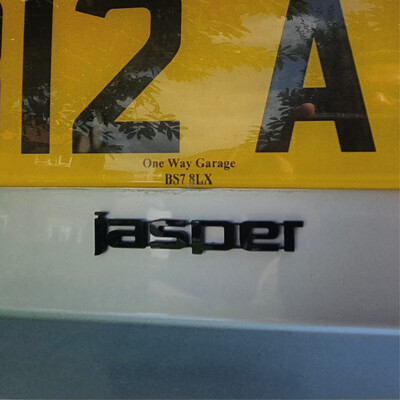 12 A
One Way Garage
BS7 8LX
jasper